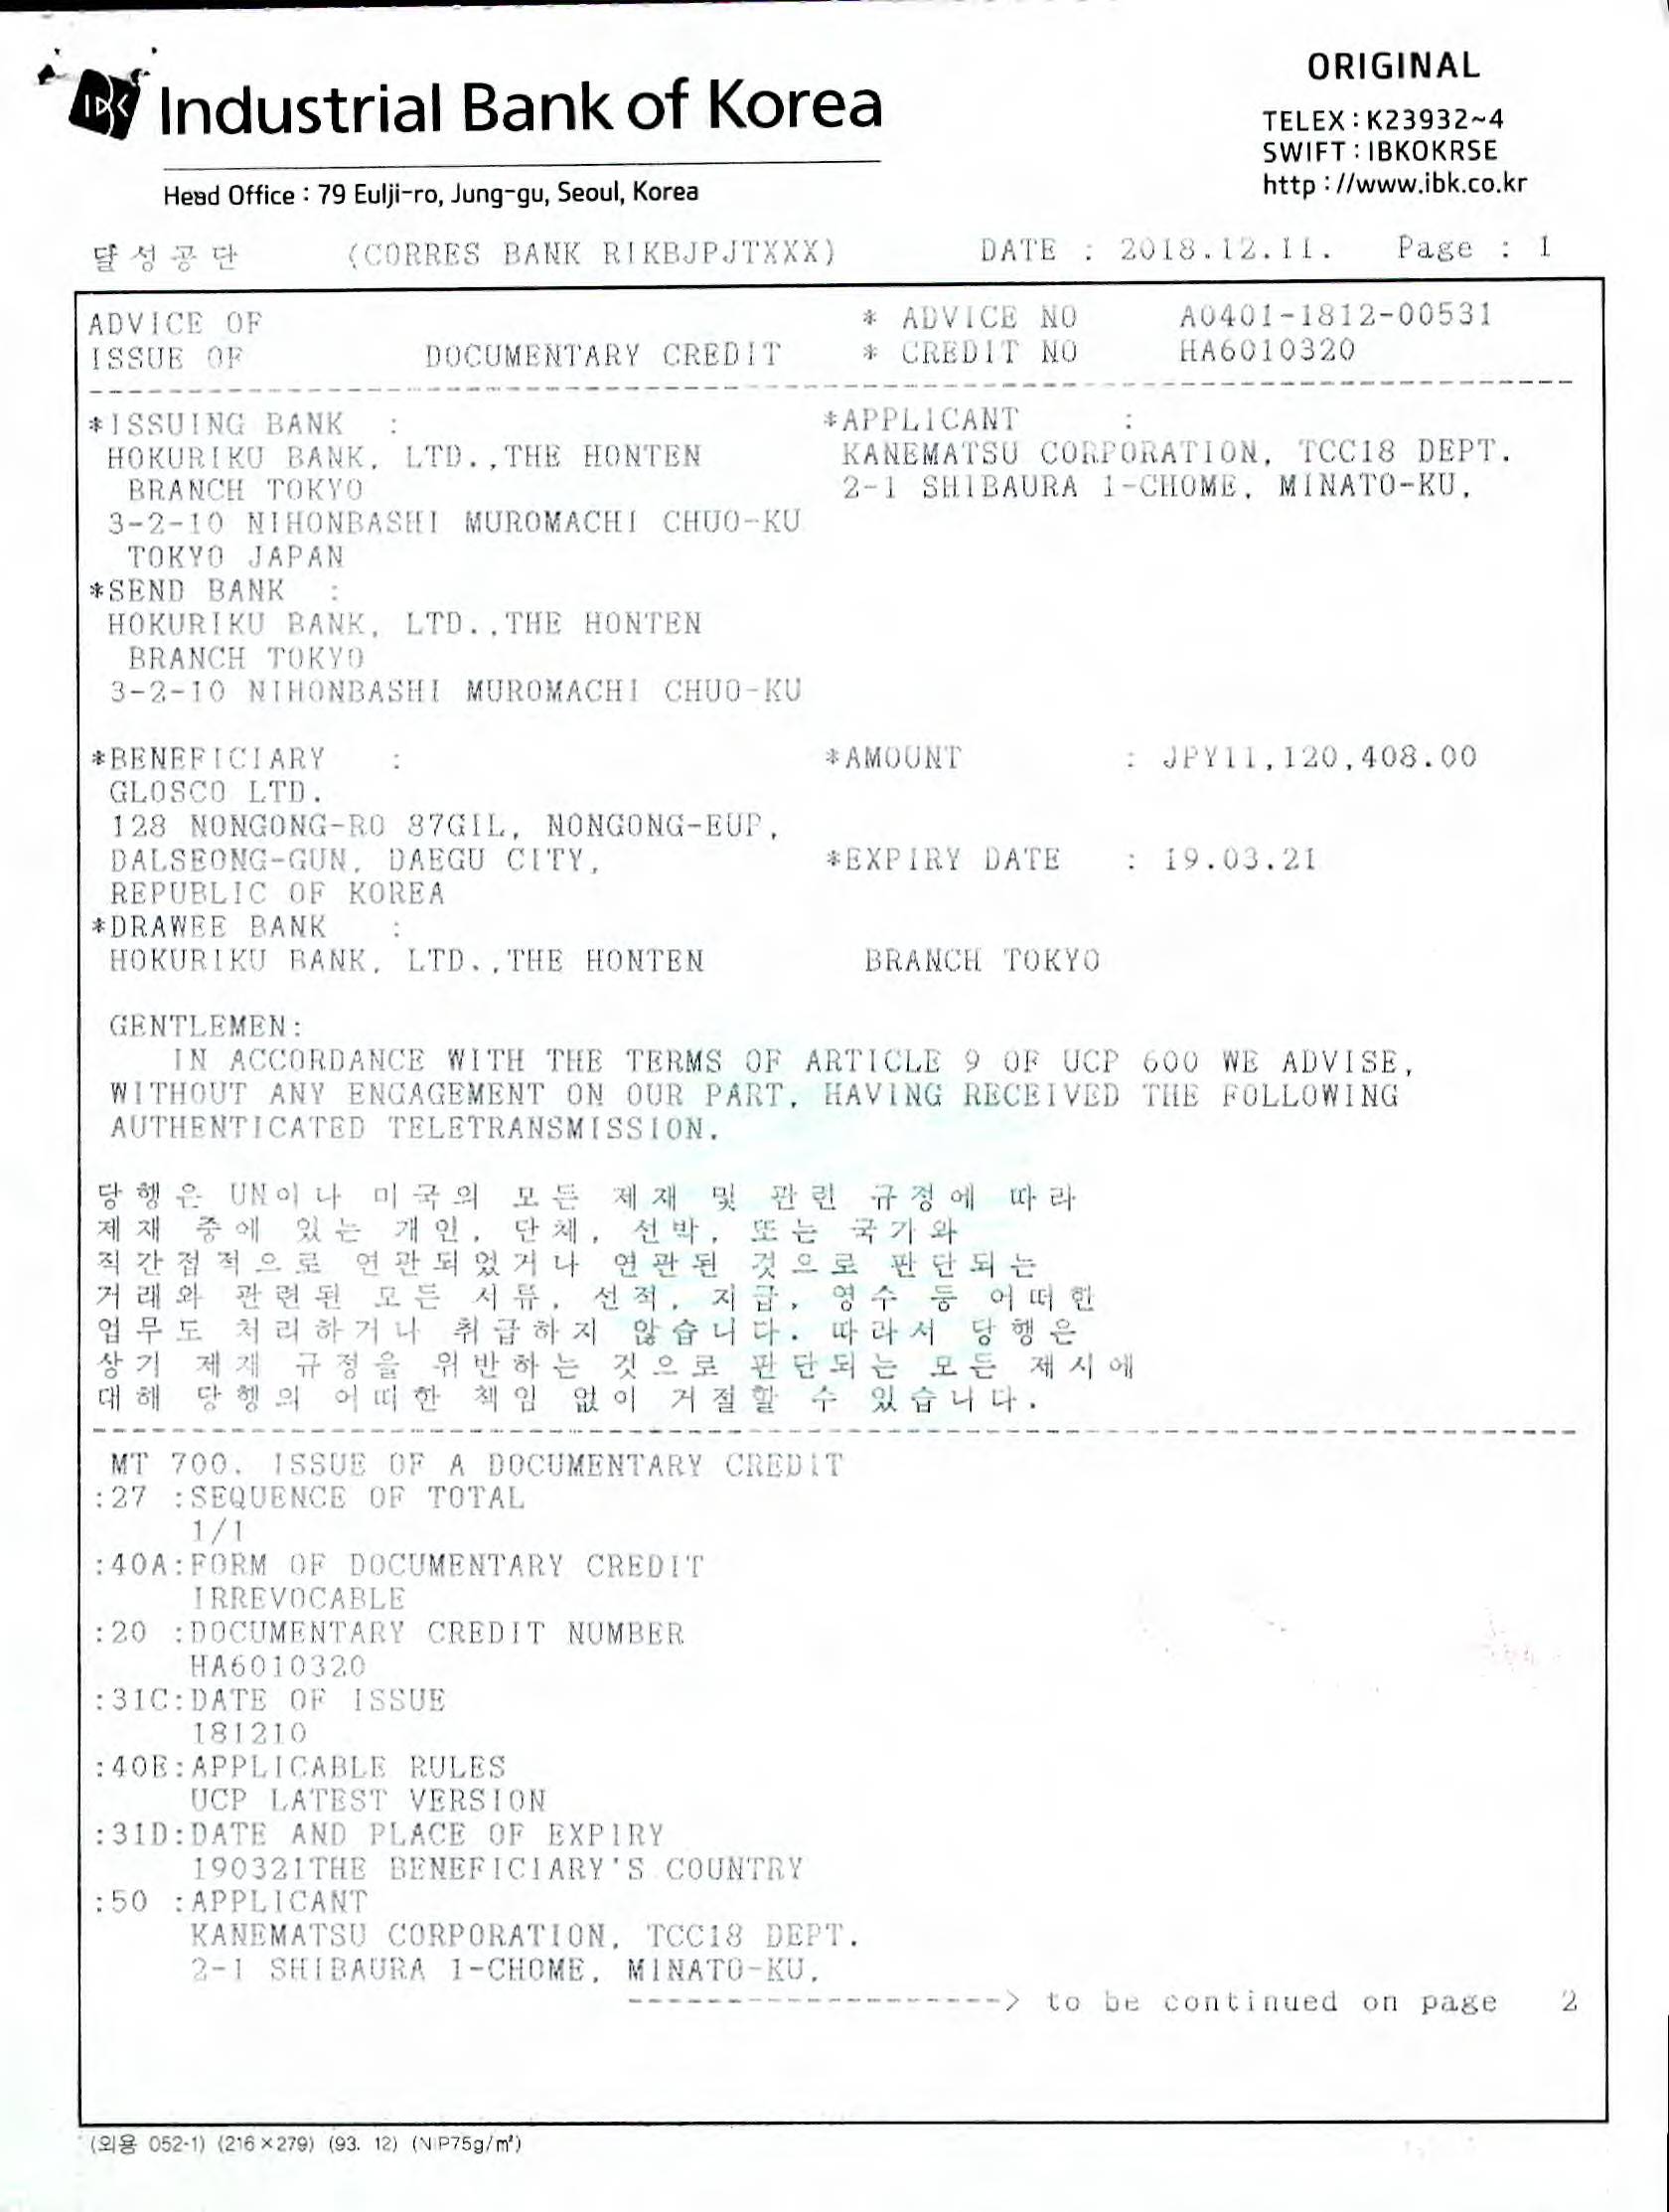 IBK Industrial Bank of Korea
ORIGINAL
TELEX : K23932~4
SWIFT : IBKOKRSE
http : //www.ibk.co.kr
Head Office : 79 Eulji-ro, Jung-gu, Seoul, Korea
달성공단 (CORRES BANK RIKBJPJTXXX) DATE : 2018.12.11. Page : 1
ADVICE OF * ADVICE NO A0401-1812-00531
ISSUE OF DOCUMENTARY CREDIT * CREDIT NO HA6010320
*ISSUING BANK : *APPLICANT :
HOKURIKU BANK, LTD.,THE HONTEN KANEMATSU CORPORATION, TCC18 DEPT.
BRANCH TOKYO 2-1 SHIBAURA 1-CHOME, MINATO-KU,
3-2-10 NIHONBASHI MUROMACHI CHUO-KU
TOKYO JAPAN
*SEND BANK :
HOKURIKU BANK, LTD.,THE HONTEN
BRANCH TOKYO
3-2-10 NIHONBASHI MUROMACHI CHUO-KU
*BENEFICIARY : *AMOUNT : JPY11,120,408.00
GLOSCO LTD.
128 NONGONG-RO 87GIL, NONGONG-EUP,
DALSEONG-GUN, DAEGU CITY, *EXPIRY DATE : 19.03.21
REPUBLIC OF KOREA
*DRAWEE BANK :
HOKURIKU BANK, LTD.,THE HONTEN BRANCH TOKYO
GENTLEMEN:
IN ACCORDANCE WITH THE TERMS OF ARTICLE 9 OF UCP 600 WE ADVISE,
WITHOUT ANY ENGAGEMENT ON OUR PART, HAVING RECEIVED THE FOLLOWING
AUTHENTICATED TELETRANSMISSION.
당행은 UN이나 미국의 모든 제재 및 관련 규정에 따라
제재 중에 있는 개인, 단체, 선박, 또는 국가와
직간접적으로 연관되었거나 연관된 것으로 판단되는
거래와 관련된 모든 서류, 선적, 지급, 영수 등 어떠한
업무도 처리하거나 취급하지 않습니다. 따라서 당행은
상기 제재 규정을 위반하는 것으로 판단되는 모든 제시에
대해 당행의 어떠한 책임 없이 거절할 수 있습니다.
MT 700. ISSUE OF A DOCUMENTARY CREDIT
:27 :SEQUENCE OF TOTAL
1/1
:40A:FORM OF DOCUMENTARY CREDIT
IRREVOCABLE
:20 :DOCUMENTARY CREDIT NUMBER
HA6010320
:31C:DATE OF ISSUE
181210
:40E:APPLICABLE RULES
UCP LATEST VERSION
:31D:DATE AND PLACE OF EXPIRY
190321THE BENEFICIARY'S COUNTRY
:50 :APPLICANT
KANEMATSU CORPORATION, TCC18 DEPT.
2-1 SHIBAURA 1-CHOME, MINATO-KU,
-------------------> to be continued on page 2
(외용 052-1) (216×279) (93. 12) (NIP75g/㎡)